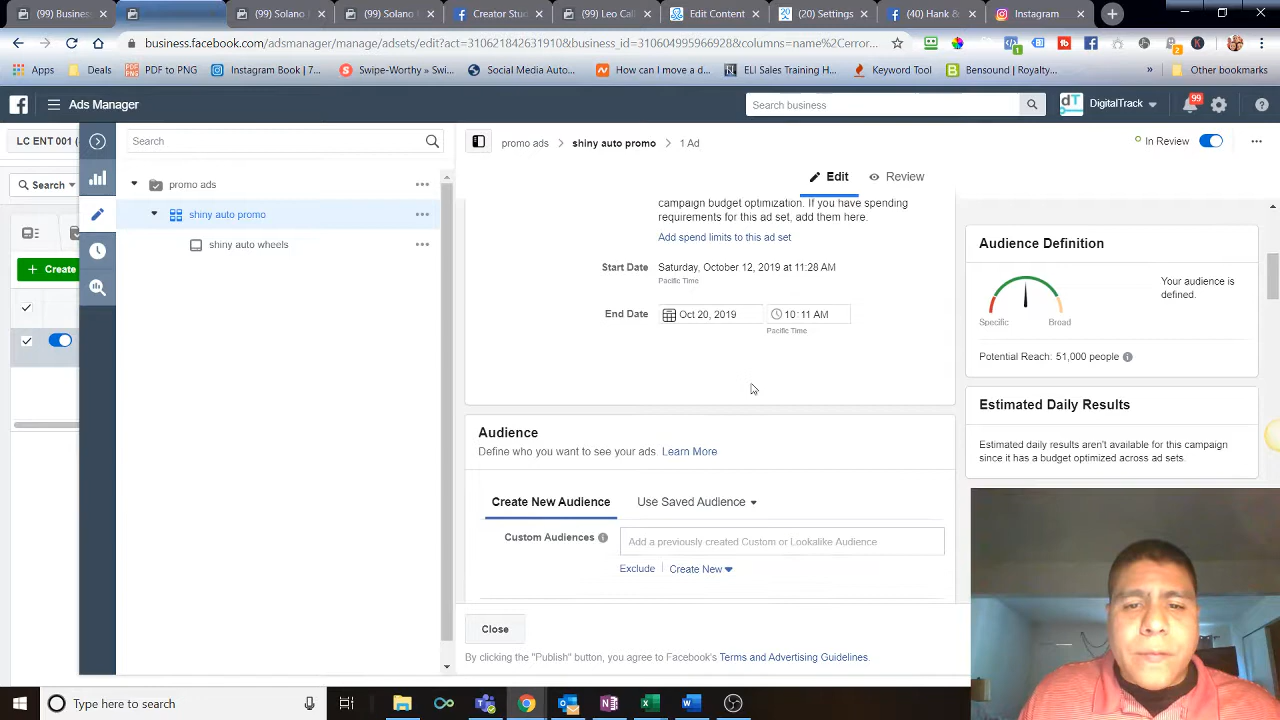 (99) Busines
(99) Solano
(99) Solano
Creator Stud
(99) Leo Call
Edit Content
(20) Settings
(40) Hank &
Instagram
business.facebook.com/adsmanager/manage/adsets/edit?act=310621842631910&business_id=310604995966928&columns=name%2Cerror...
Apps
Deals
PDF to PNG
Instagram Book | 7...
Swipe-Worthy » Swi...
Social Media Auto...
How can I move a d...
ELI Sales Training H...
Keyword Tool
Bensound | Royalty...
»
Other bookmarks
Ads Manager
Search business
dT
DigitalTrack
99
LC ENT 001 (
Search
promo ads
shiny auto promo
1 Ad
In Review
Search
Edit
Review
promo ads
shiny auto promo
shiny auto wheels
+ Create
campaign budget optimization. If you have spending
requirements for this ad set, add them here.
Add spend limits to this ad set
Start Date
Saturday, October 12, 2019 at 11:28 AM
Pacific Time
End Date
Oct 20, 2019
10:11 AM
Pacific Time
Audience Definition
Your audience is
defined.
Specific
Broad
Potential Reach: 51,000 people
Estimated Daily Results
Estimated daily results aren't available for this campaign
since it has a budget optimized across ad sets.
Audience
Define who you want to see your ads. Learn More
Create New Audience
Use Saved Audience
Custom Audiences
Add a previously created Custom or Lookalike Audience
Exclude
Create New
Close
By clicking the "Publish" button, you agree to Facebook's Terms and Advertising Guidelines.
Type here to search